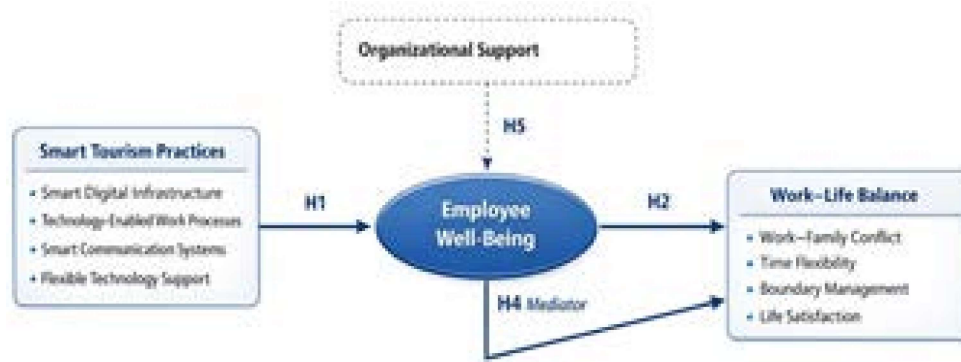 Organizational Support
H5
Smart Tourism Practices
• Smart Digital Infrastructure
• Technology-Enabled Work Processes
• Smart Communication Systems
• Flexible Technology Support
H1
Employee
Well-Being
H2
Work–Life Balance
• Work–Family Conflict
• Time Flexibility
• Boundary Management
• Life Satisfaction
H4 Mediator